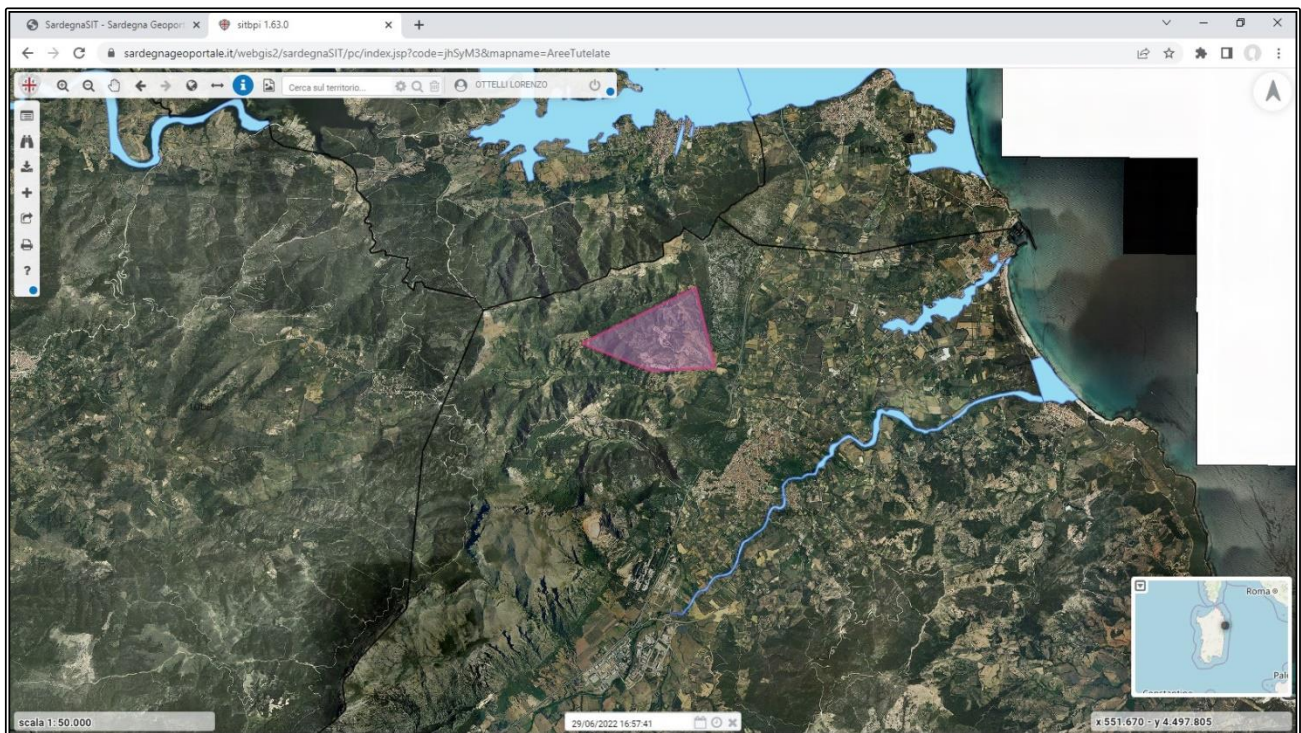 SardegnaSIT - Sardegna Geoport
sitbpi 1.63.0
sardegnageoportale.it/webgis2/sardegnaSIT/pc/index.jsp?code=jhSyM3&mapname=AreeTutelate
Cerca sul territorio...
OTTELLI LORENZO
?
Roma
scala 1: 50.000
29/06/2022 16:57:41
x 551.670 - y 4.497.805